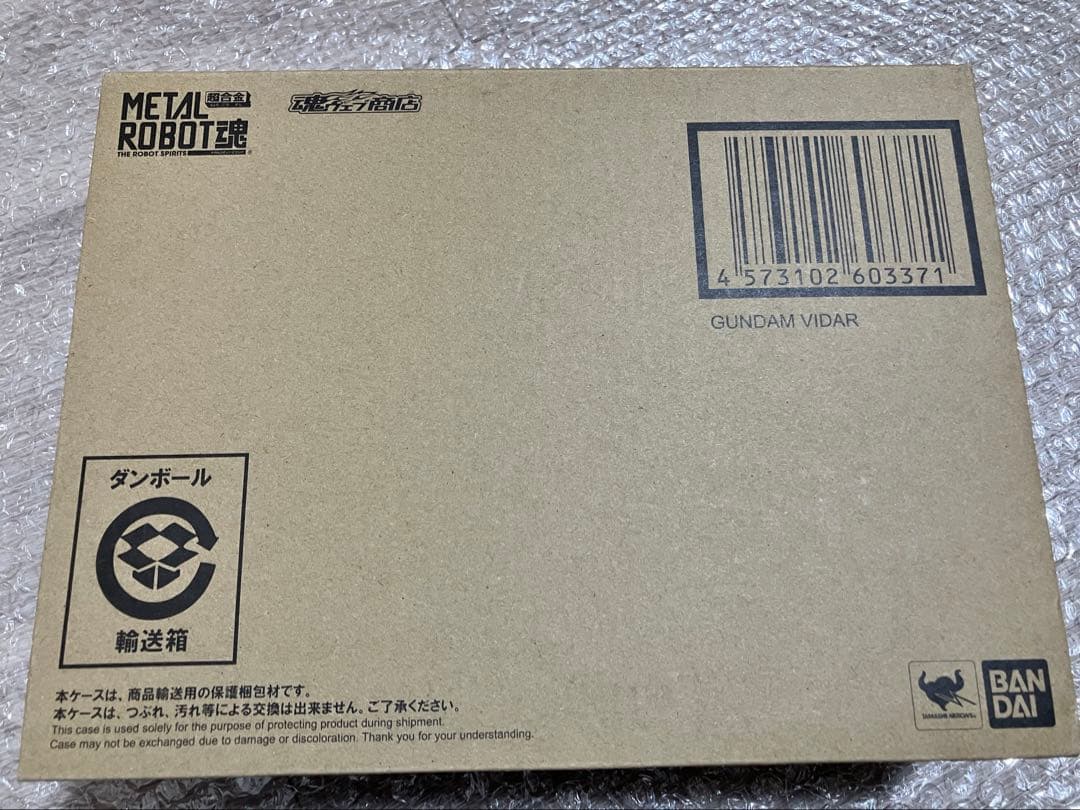 METAL 超合金
ROBOT魂
THE ROBOT SPIRITS
魂ウェブ商店
4 573102 603371
GUNDAM VIDAR
ダンボール
輸送箱
本ケースは、商品輸送用の保護梱包材です。
本ケースは、つぶれ、汚れ等による交換は出来ません。ご了承ください。
This case is used solely for the purpose of protecting product during shipment.
Case may not be exchanged due to damage or discoloration. Thank you for your understanding.
TAMASHII NATIONS
BAN
DAI